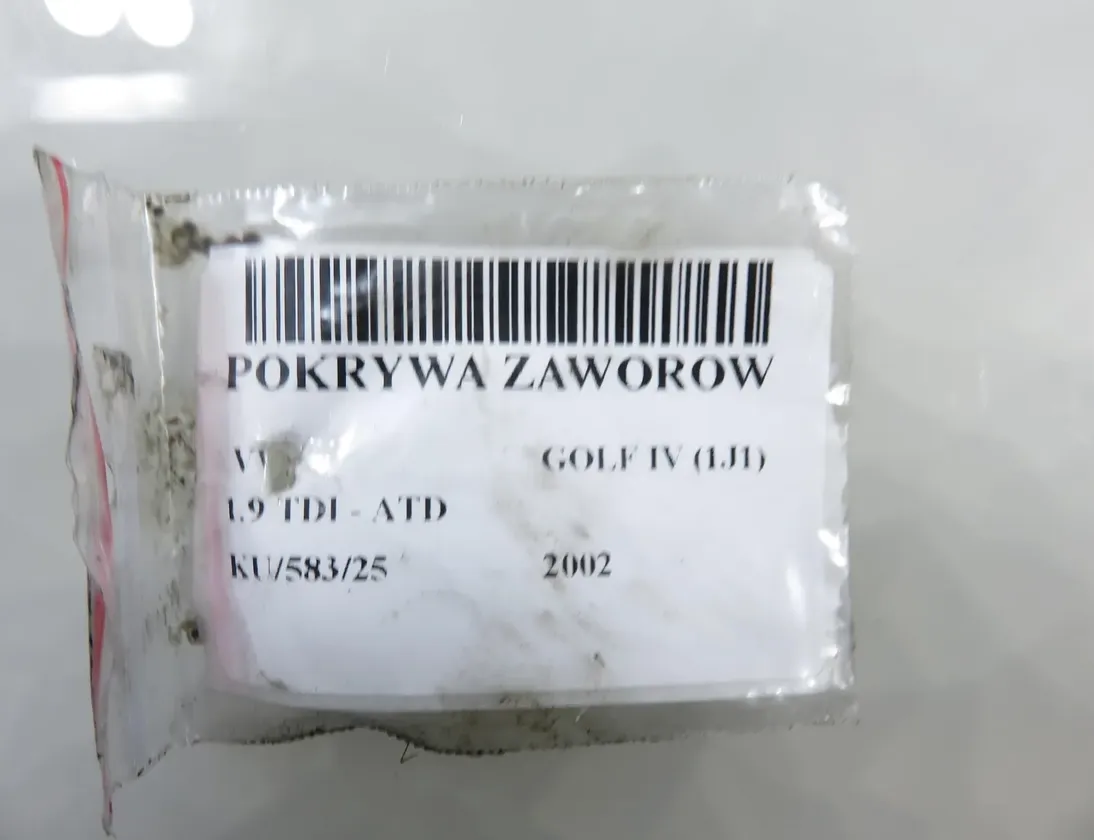 POKRYWA ZAWOROW
GOLF IV (1J1)
1.9 TDI - ATD
KU/583/25 2002